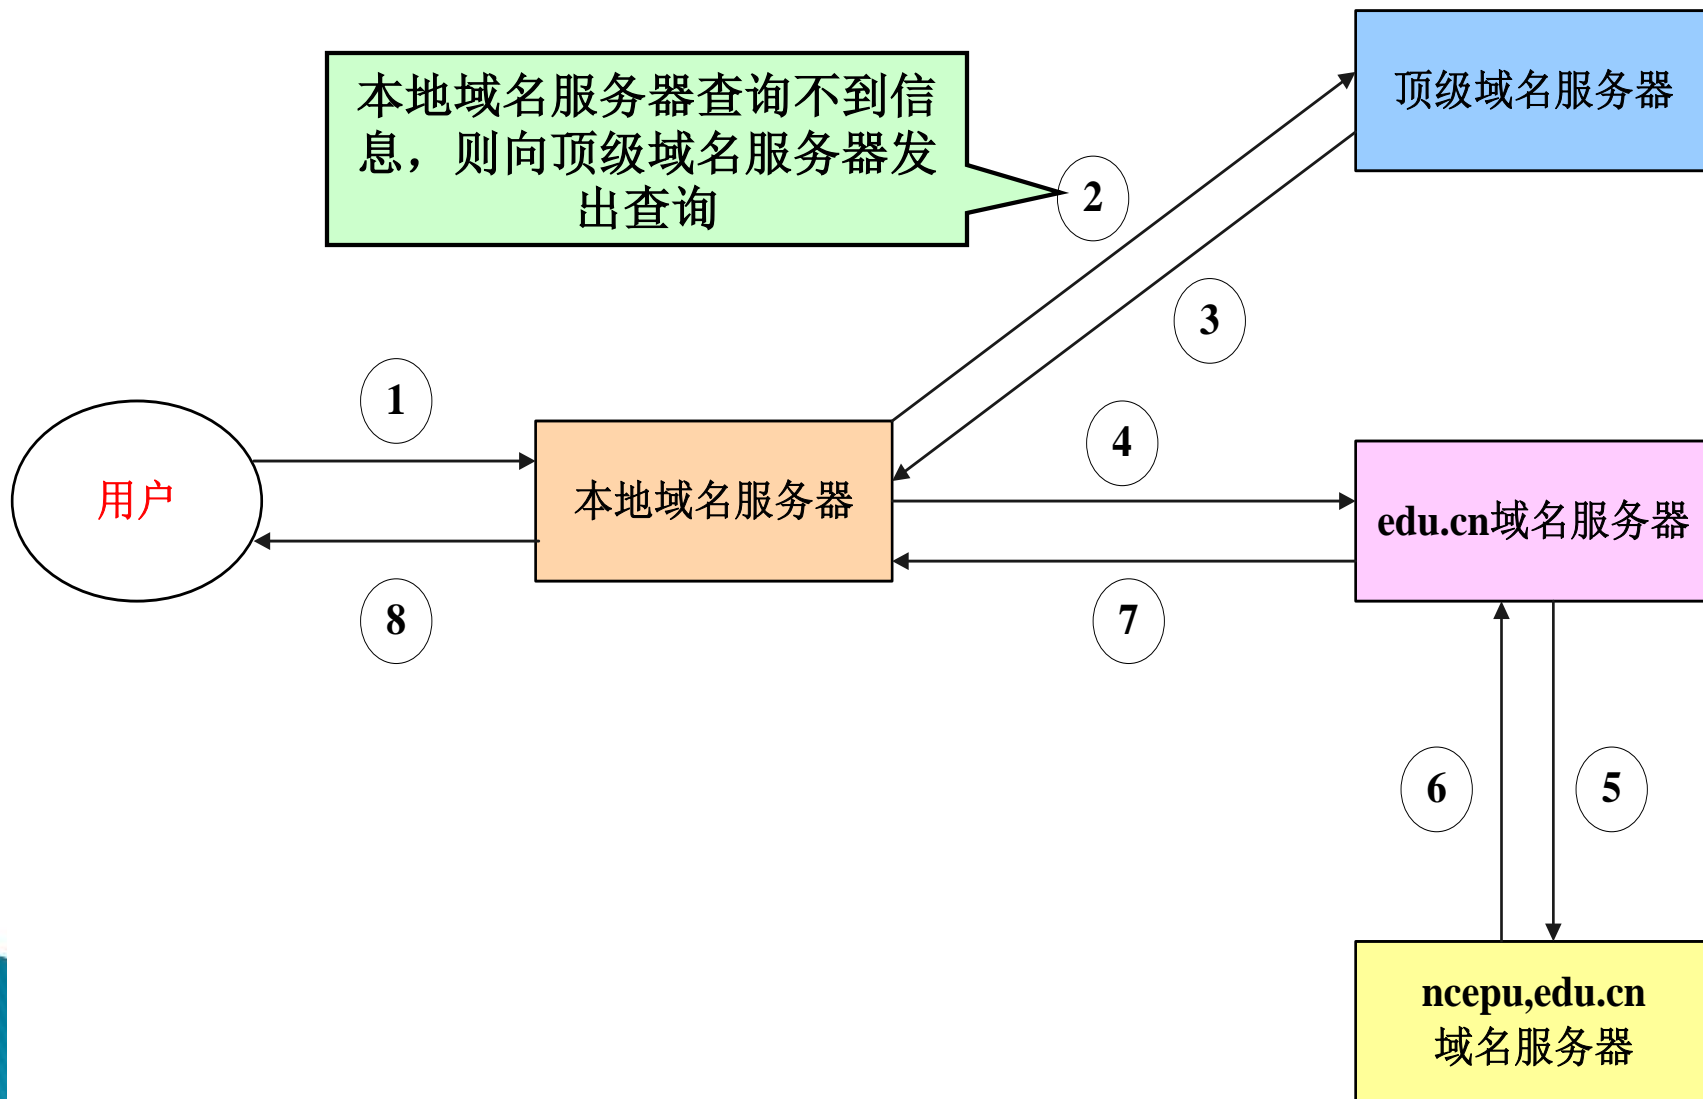 本地域名服务器查询不到信
息，则向顶级域名服务器发
出查询
顶级域名服务器
2
3
1
4
用户
本地域名服务器
edu.cn域名服务器
8
7
6
5
ncepu,edu.cn
域名服务器